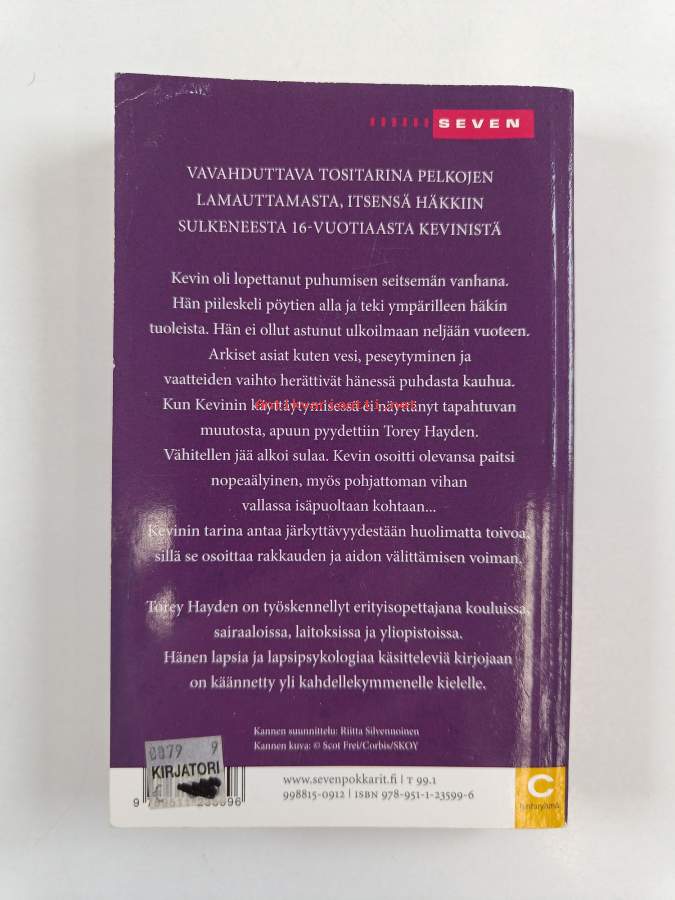 SEVEN
VAVAHDUTTAVA TOSITARINA PELKOJEN
LAMAUTTAMASTA, ITSENSÄ HÄKKIIN
SULKENEESTA 16-VUOTIAASTA KEVINISTÄ
Kevin oli lopettanut puhumisen seitsemän vanhana.
Hän piileskeli pöytien alla ja teki ympärilleen häkin
tuoleista. Hän ei ollut astunut ulkoilmaan neljään vuoteen.
Arkiset asiat kuten vesi, peseytyminen ja
vaatteiden vaihto herättivät hänessä puhdasta kauhua.
Kun Kevinin käyttäytymisessä ei näyttänyt tapahtuvan
muutosta, apuun pyydettiin Torey Hayden.
Vähitellen jää alkoi sulaa. Kevin osoitti olevansa paitsi
nopeaälyinen, myös pohjattoman vihan
vallassa isäpuoltaan kohtaan...
Kevinin tarina antaa järkyttävyydestään huolimatta toivoa,
sillä se osoittaa rakkauden ja aidon välittämisen voiman.
Torey Hayden on työskennellyt erityisopettajana kouluissa,
sairaaloissa, laitoksissa ja yliopistoissa.
Hänen lapsia ja lapsipsykologiaa käsitteleviä kirjojaan
on käännetty yli kahdellekymmenelle kielelle.
Kannen suunnittelu: Riitta Silvennoinen
Kannen kuva: © Scot Frei/Corbis/SKOY
0079 9
KIRJATORI
www.sevenpokkarit.fi | T 99.1
998815-0912 | ISBN 978-951-1-23599-6
C
hintaryhmä